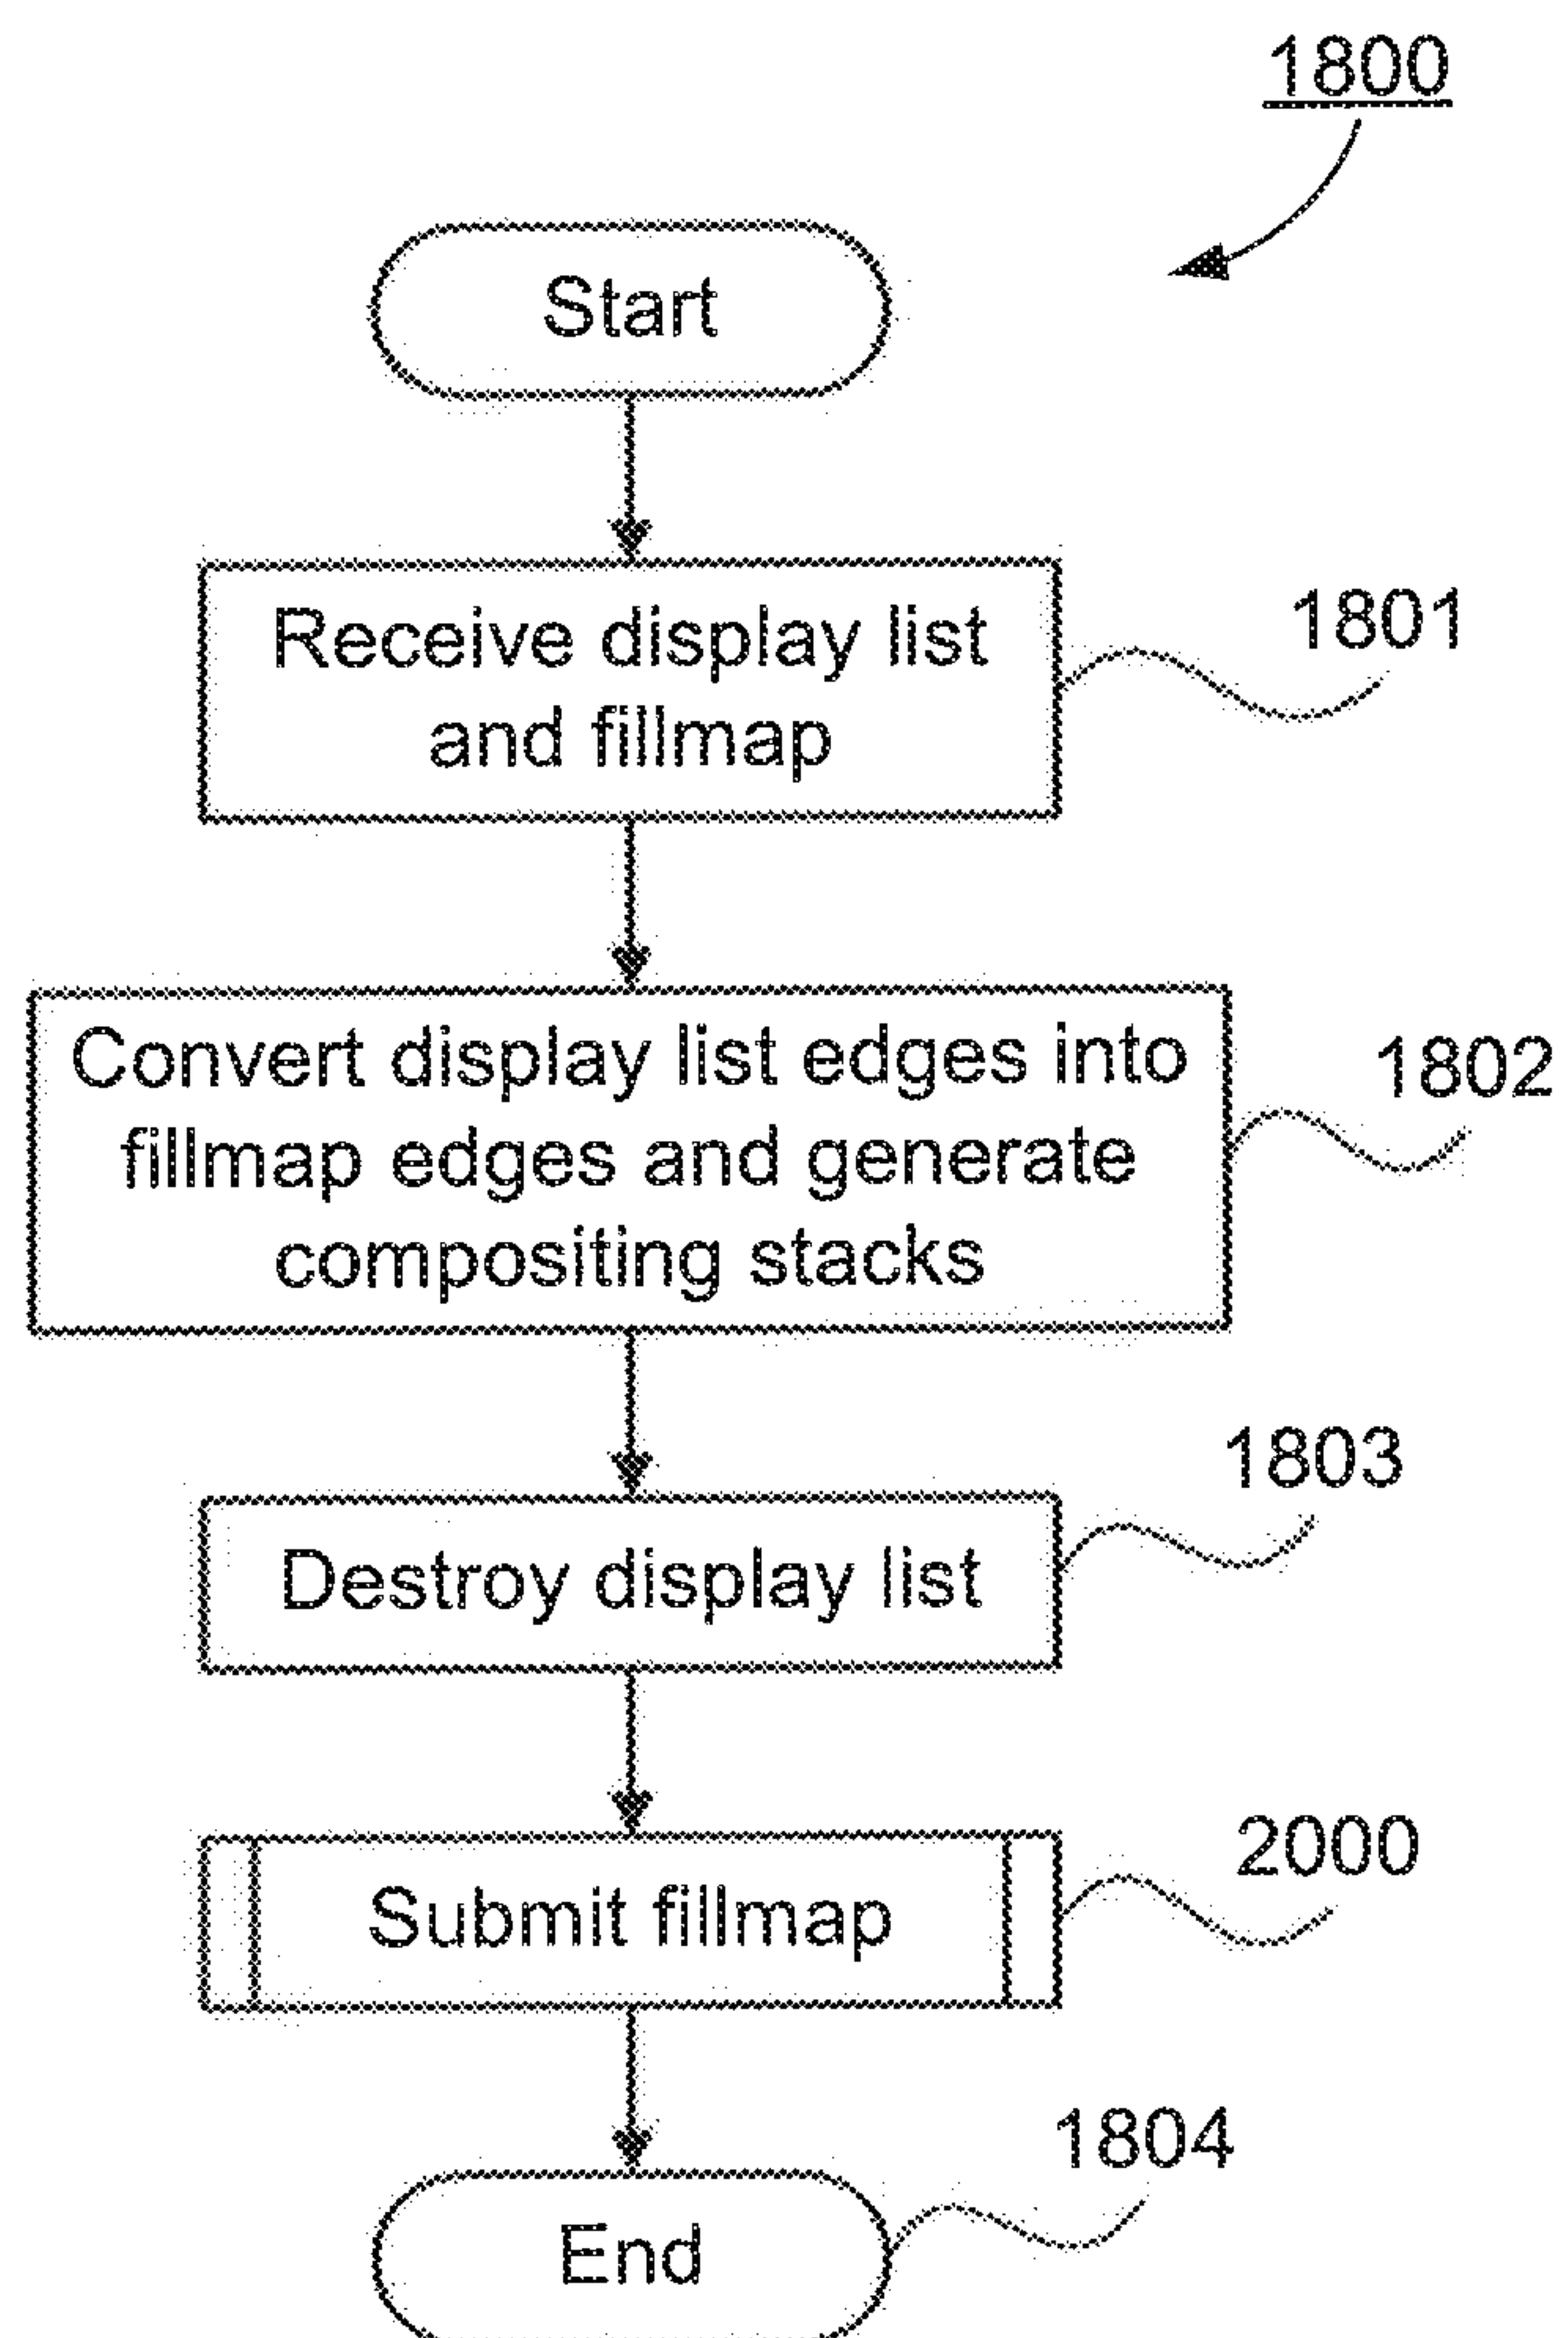 1800
Start
Receive display list
and fillmap
1801
Convert display list edges into
fillmap edges and generate
compositing stacks
1802
Destroy display list
1803
Submit fillmap
2000
End
1804